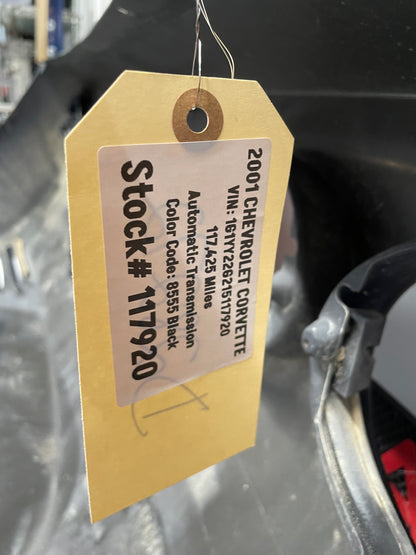 2001 CHEVROLET CORVETTE
VIN: 1G1YY22G215117920
117,425 Miles
Automatic Transmission
Color Code: 8555 Black
Stock# 117920